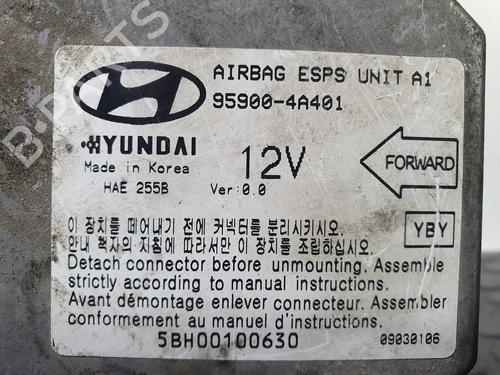 AIRBAG ESPS UNIT A1
95900-4A401
HYUNDAI
Made in Korea
HAE 255B
12V
Ver:0.0
FORWARD
이 장치를 떼어내기 전에 커넥터를 분리시키시오.
안내 책자의 지침에 따라서만 이 장치를 조립하십시오.
YBY
Detach connector before unmounting. Assemble
strictly according to manual instructions.
Avant démontage enlever connecteur. Assembler
conformement au manuel d'instructions.
5BH00100630
09030106
B-PARTS